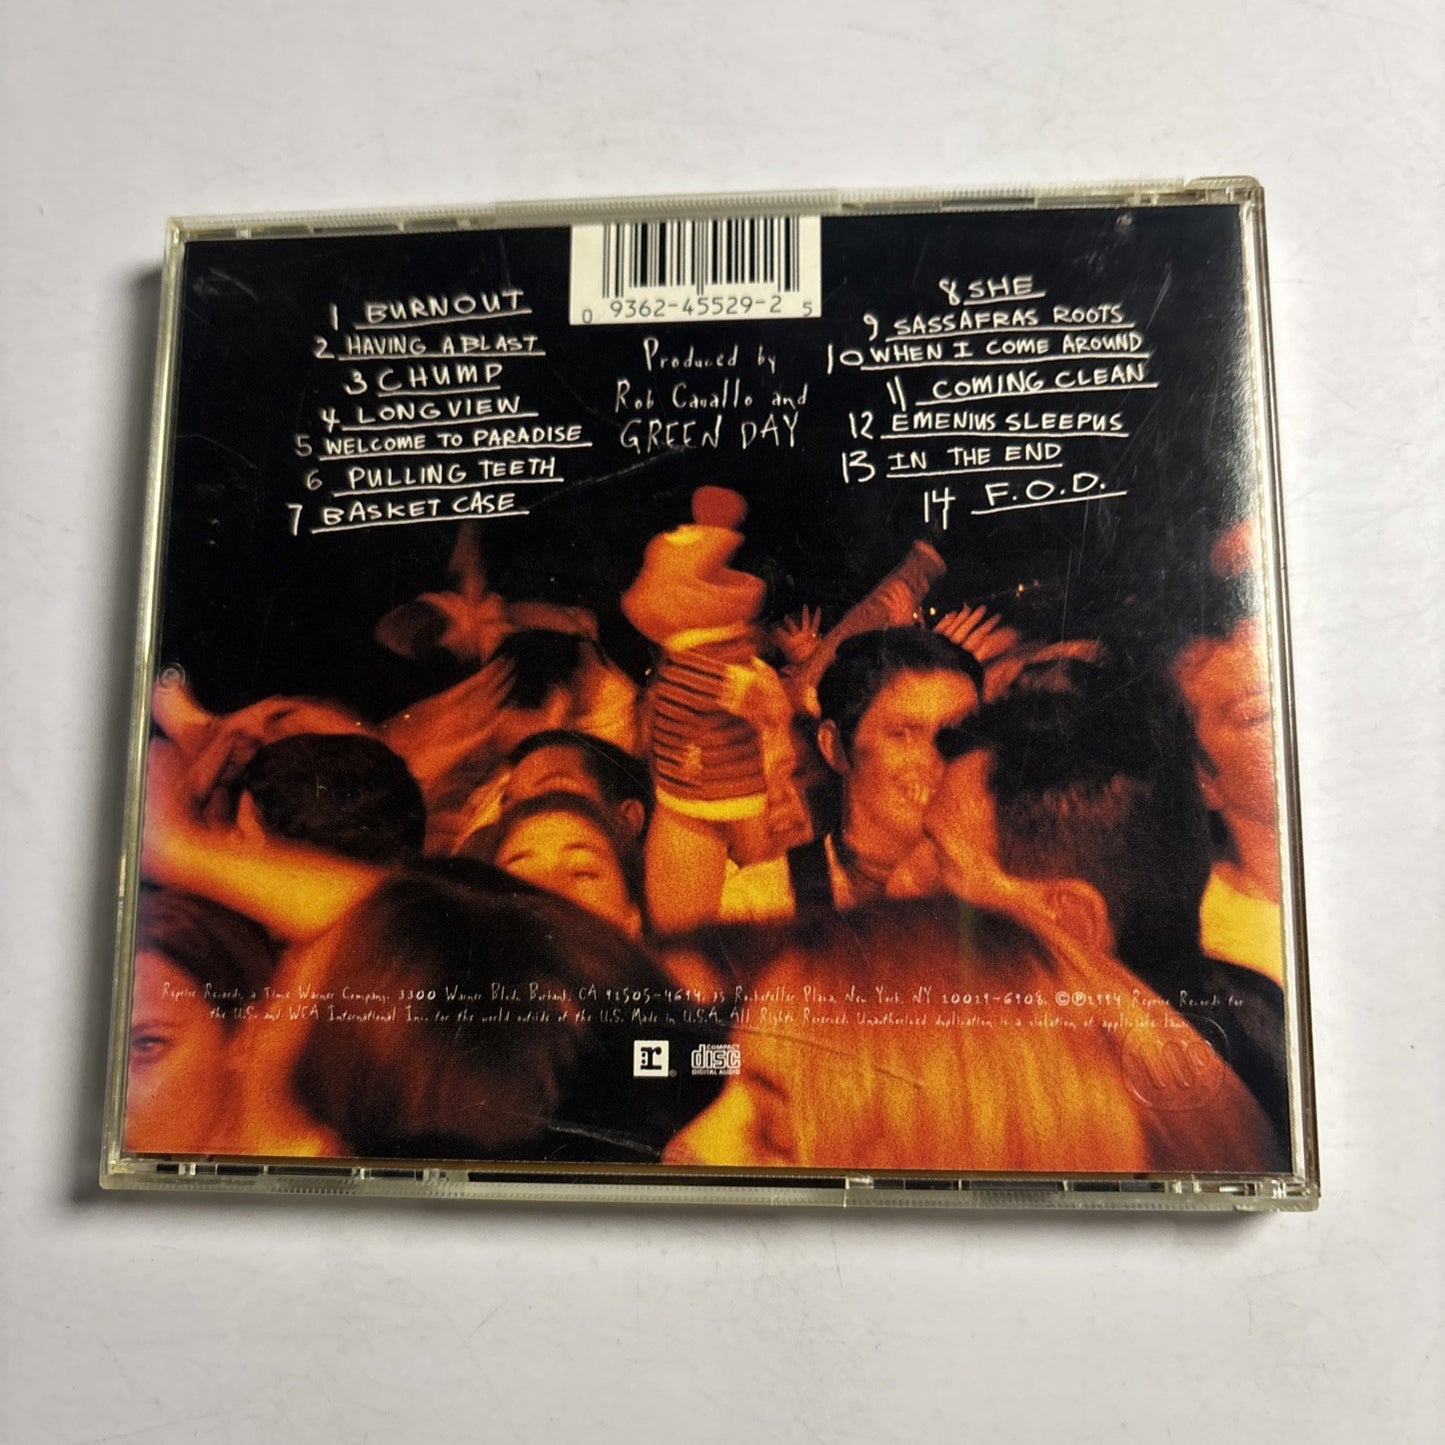 0 9362-45529-2 5
1 BURNOUT
2 HAVING A BLAST
3 CHUMP
4 LONGVIEW
5 WELCOME TO PARADISE
6 PULLING TEETH
7 BASKET CASE
Produced by
Rob Cavallo and
GREEN DAY
8 SHE
9 SASSAFRAS ROOTS
10 WHEN I COME AROUND
11 COMING CLEAN
12 EMENIUS SLEEPUS
13 IN THE END
14 F.O.D.
Reprise Records, a Time Warner Company. 3300 Warner Blvd. Burbank, CA 91505-4694. 75 Rockefeller Plaza, New York, NY 10019-6908. ©℗1994 Reprise Records for
the U.S. and WEA International Inc. for the world outside of the U.S. Made in U.S.A. All Rights Reserved. Unauthorized duplication is a violation of applicable laws.
r ®
COMPACT
disc
DIGITAL AUDIO